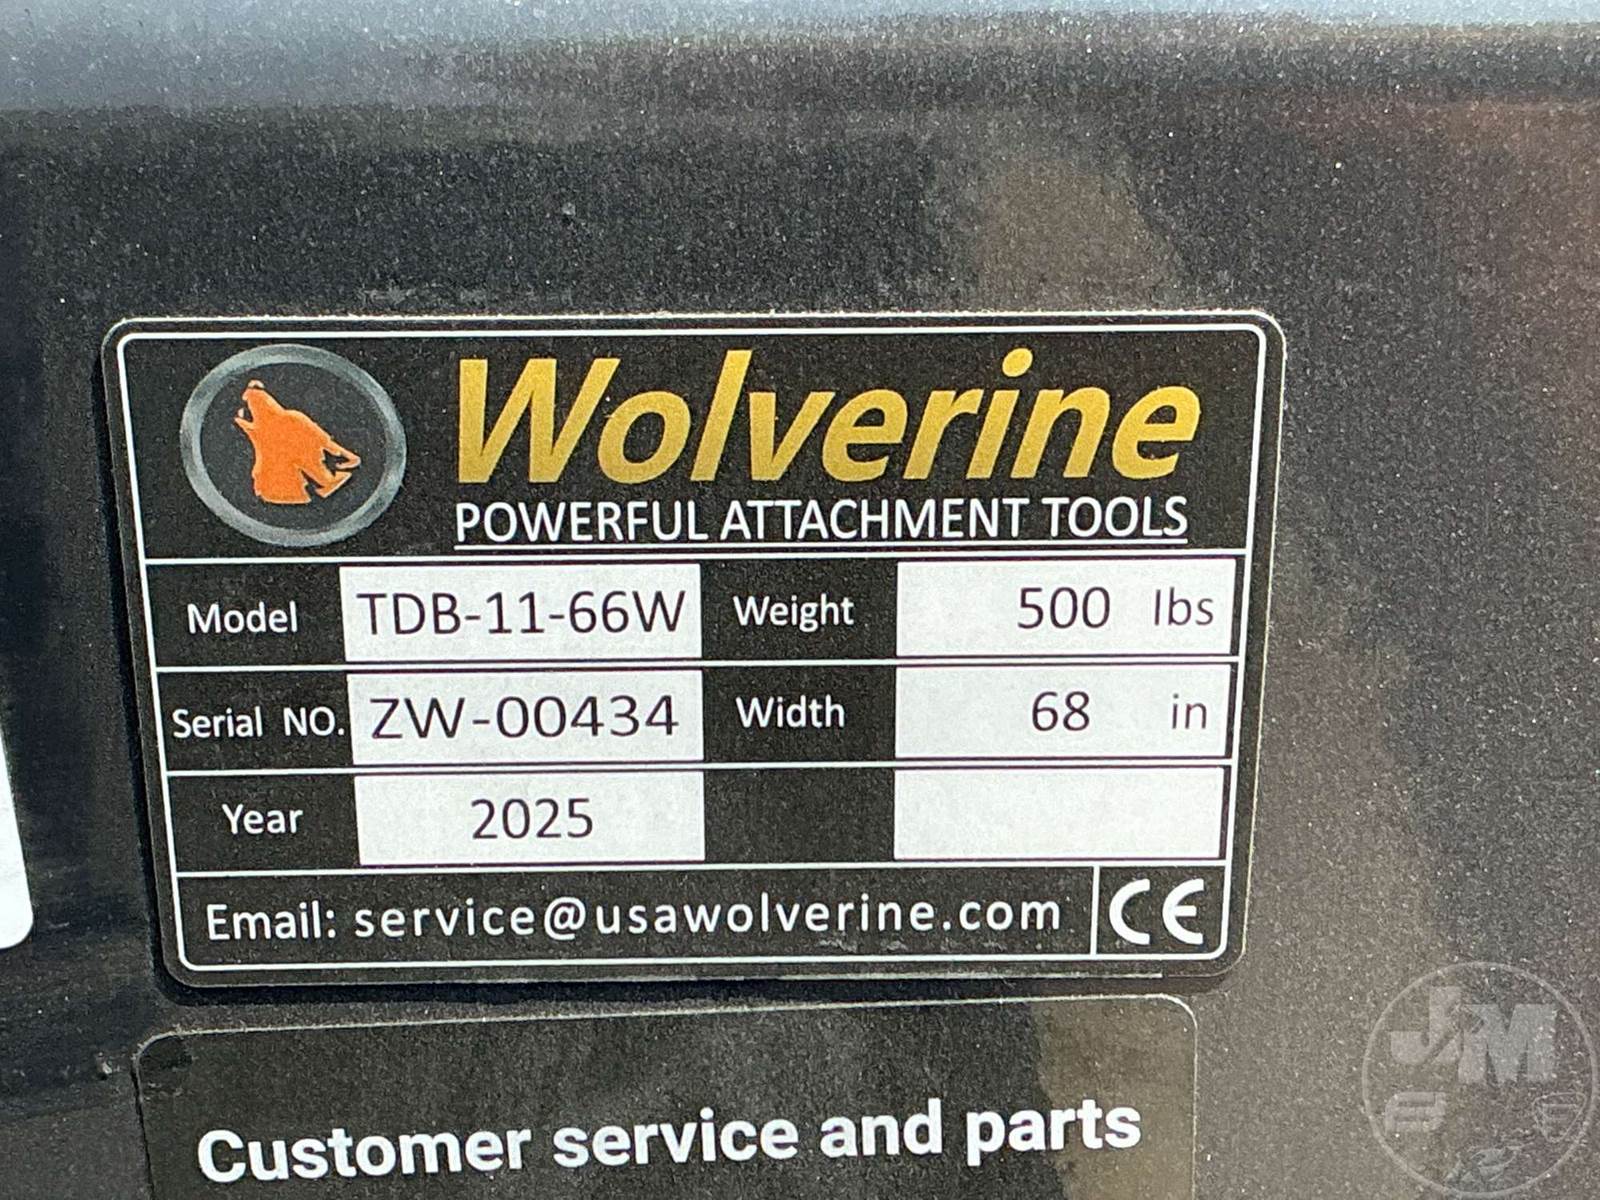 Wolverine
POWERFUL ATTACHMENT TOOLS
Model TDB-11-66W Weight 500 lbs
Serial NO. ZW-00434 Width 68 in
Year 2025
Email: service@usawolverine.com CE
Customer service and parts
J&M